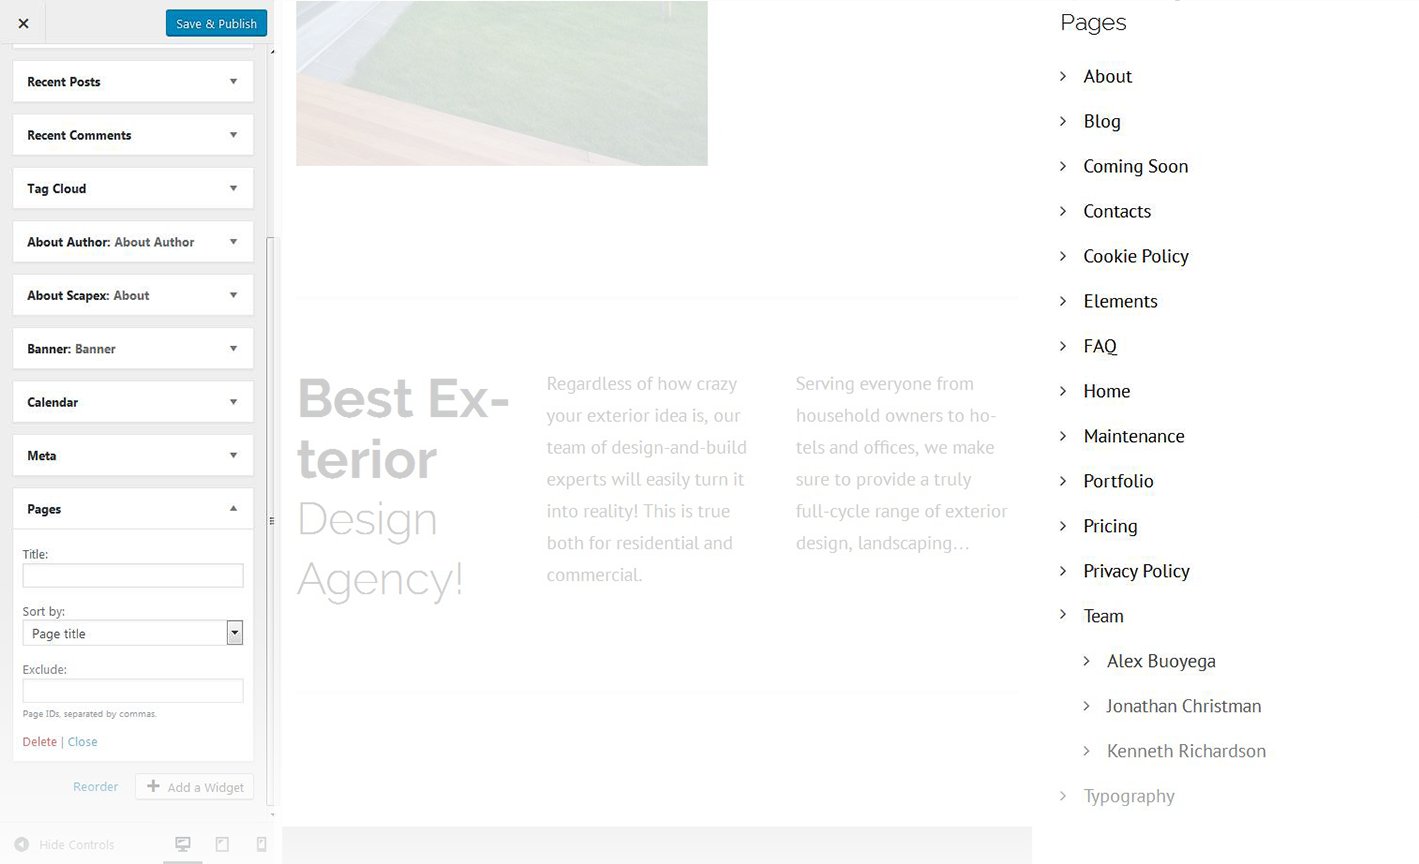 Save & Publish
Recent Posts
Recent Comments
Tag Cloud
About Author: About Author
About Scapex: About
Banner: Banner
Calendar
Meta
Pages
Title:
Sort by:
Page title
Exclude:
Page IDs, separated by commas.
Delete | Close
Reorder
Add a Widget
Hide Controls
Best Ex-
terior
Design
Agency!
Regardless of how crazy
your exterior idea is, our
team of design-and-build
experts will easily turn it
into reality! This is true
both for residential and
commercial.
Serving everyone from
household owners to ho-
tels and offices, we make
sure to provide a truly
full-cycle range of exterior
design, landscaping…
Pages
About
Blog
Coming Soon
Contacts
Cookie Policy
Elements
FAQ
Home
Maintenance
Portfolio
Pricing
Privacy Policy
Team
Alex Buoyega
Jonathan Christman
Kenneth Richardson
Typography